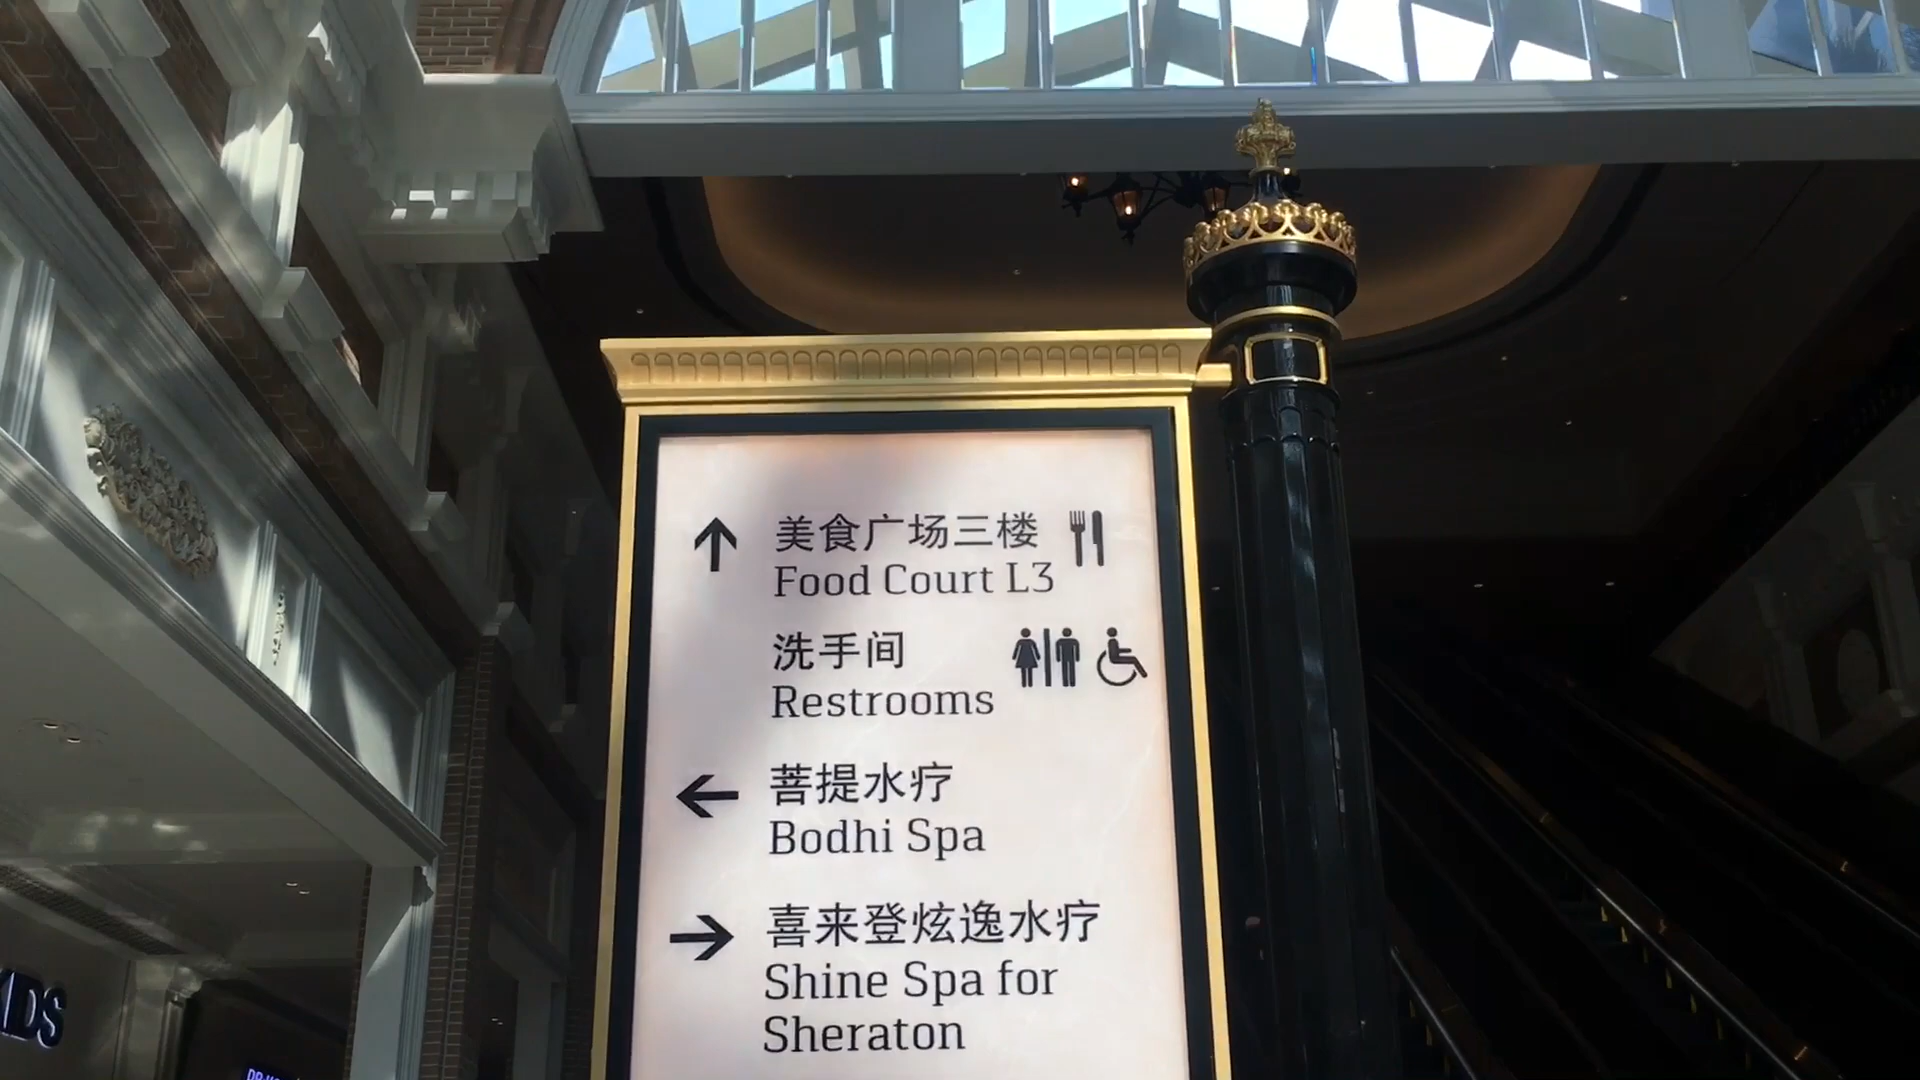 美食广场三楼
Food Court L3
洗手间
Restrooms
菩提水疗
Bodhi Spa
喜来登炫逸水疗
Shine Spa for
Sheraton